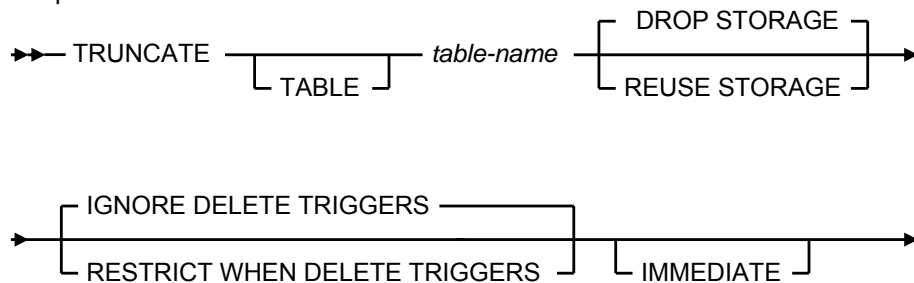 DROP STORAGE
TRUNCATE table-name
TABLE REUSE STORAGE
IGNORE DELETE TRIGGERS
RESTRICT WHEN DELETE TRIGGERS IMMEDIATE